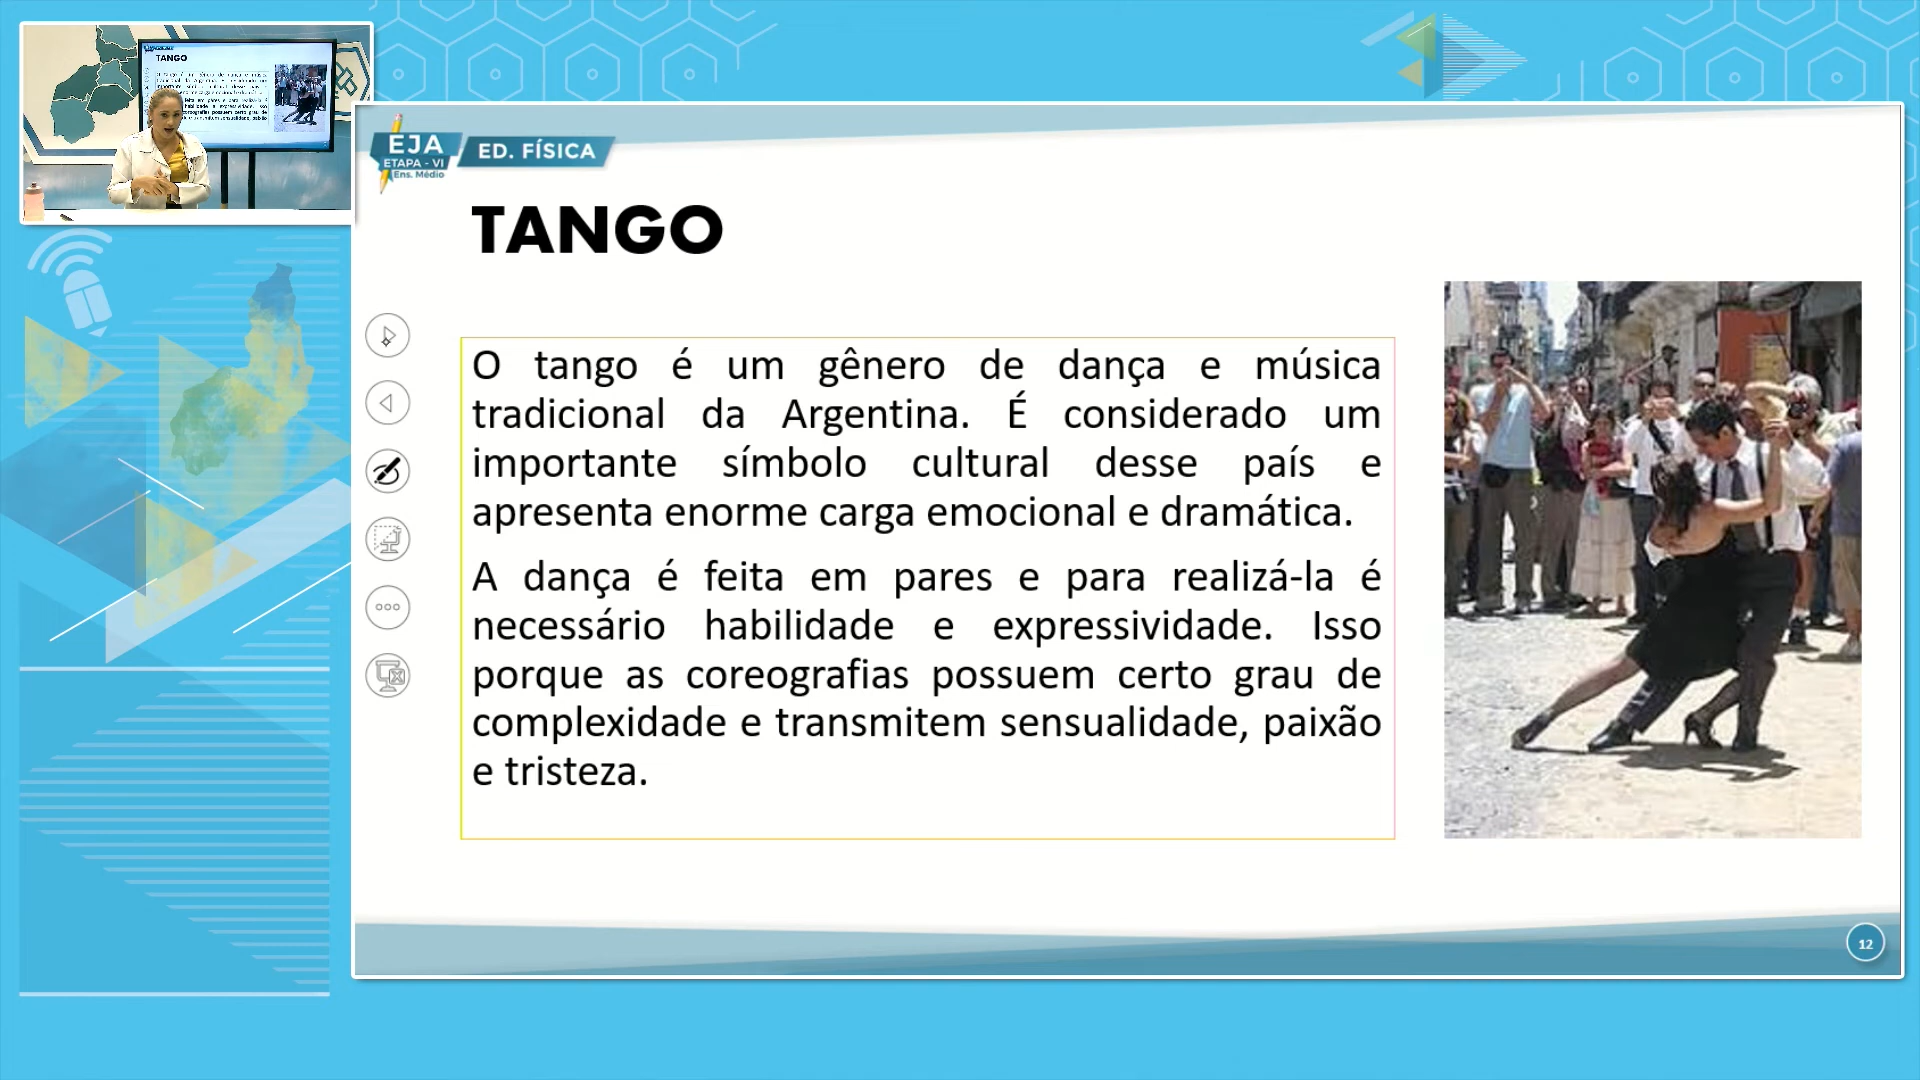 TANGO
EJA
ETAPA - VI
Ens. Médio
ED. FÍSICA
TANGO
O tango é um gênero de dança e música
tradicional da Argentina. É considerado um
importante símbolo cultural desse país e
apresenta enorme carga emocional e dramática.
A dança é feita em pares e para realizá-la é
necessário habilidade e expressividade. Isso
porque as coreografias possuem certo grau de
complexidade e transmitem sensualidade, paixão
e tristeza.
12